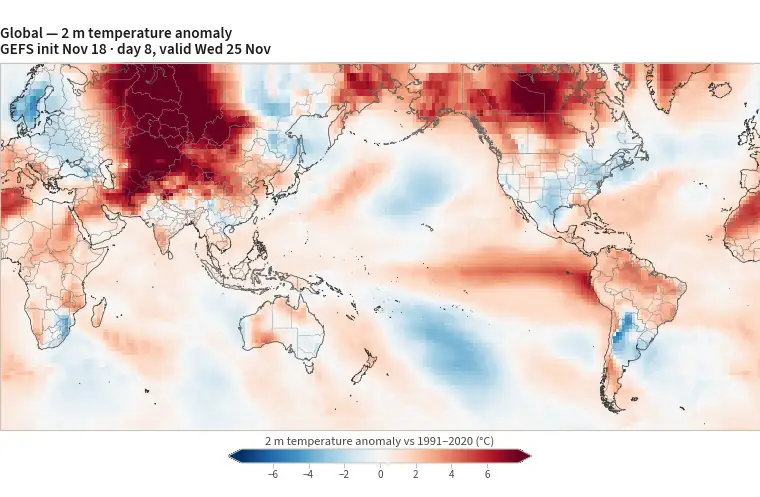 Global — 2 m temperature anomaly
GEFS init Nov 18 · day 8, valid Wed 25 Nov
2 m temperature anomaly vs 1991–2020 (°C)
−6 −4 −2 0 2 4 6